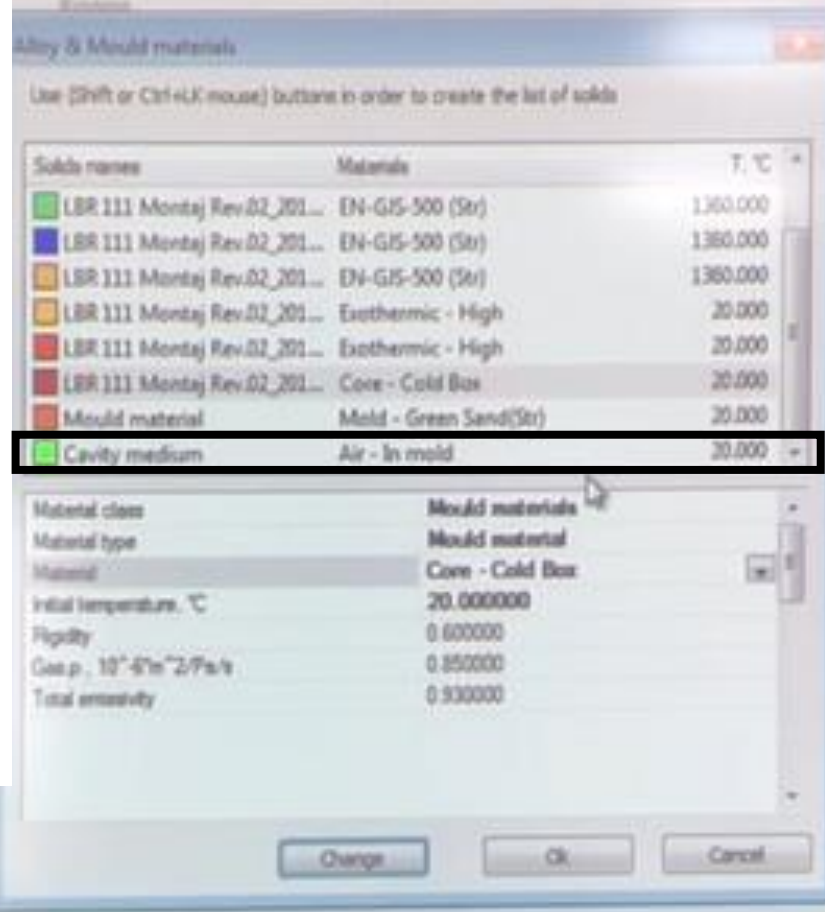 Alloy & Mould materials
Use (Shift or Ctrl+LK mouse) buttons in order to create the list of solids
Solids names Materials T, °C
LBR 111 Montaj Rev.02_201... EN-GJS-500 (Str) 1360.000
LBR 111 Montaj Rev.02_201... EN-GJS-500 (Str) 1360.000
LBR 111 Montaj Rev.02_201... EN-GJS-500 (Str) 1360.000
LBR 111 Montaj Rev.02_201... Exothermic - High 20.000
LBR 111 Montaj Rev.02_201... Exothermic - High 20.000
LBR 111 Montaj Rev.02_201... Core - Cold Box 20.000
Mould material Mold - Green Sand(Str) 20.000
Cavity medium Air - In mold 20.000
Material class Mould materials
Material type Mould material
Material Core - Cold Box
Initial temperature, °C 20.000000
Rigidity 0.600000
Gas.p., 10^-6*m^2/Pa/s 0.850000
Total emissivity 0.930000
Change Ok Cancel